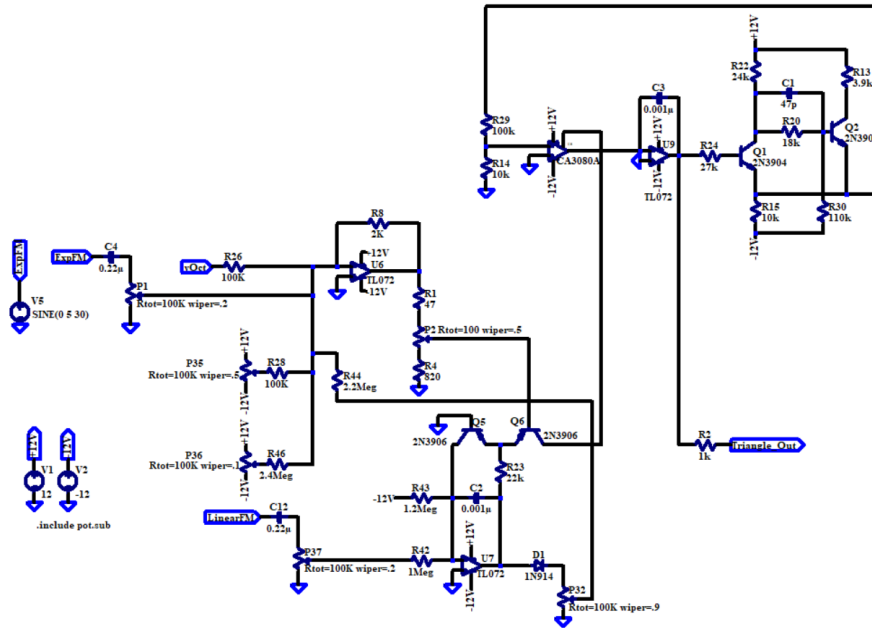 +12V
R22
24k
C1
47p
R13
3.9k
C3
0.001µ
R29
100k
+12V
+12V
U9
R24
27k
R20
18k
Q2
Q1
2N3904
CA3080A
R14
10k
-12V
-12V
TL072
R15
10k
R30
110k
-12V
R8
2K
ExpFM
ExpFM
C4
0.22µ
vOct
R26
100K
U6
TL072
V5
SINE(0 5 30)
P1
Rtot=100K wiper=.2
R1
47
P2
Rtot=100 wiper=.5
+12V
P35
Rtot=100K wiper=.5
-12V
R28
100K
R44
2.2Meg
R4
820
Q5
Q6
2N3906
2N3906
+12V
P36
Rtot=100K wiper=.1
-12V
R46
2.4Meg
R2
1k
Triangle_Out
R23
22k
+12V
V1
12
V2
-12
-12V
R43
1.2Meg
C2
0.001µ
.include pot.sub
LinearFM
C12
0.22µ
P37
Rtot=100K wiper=.2
R42
1Meg
+12V
U7
TL072
-12V
D1
1N914
P32
Rtot=100K wiper=.9